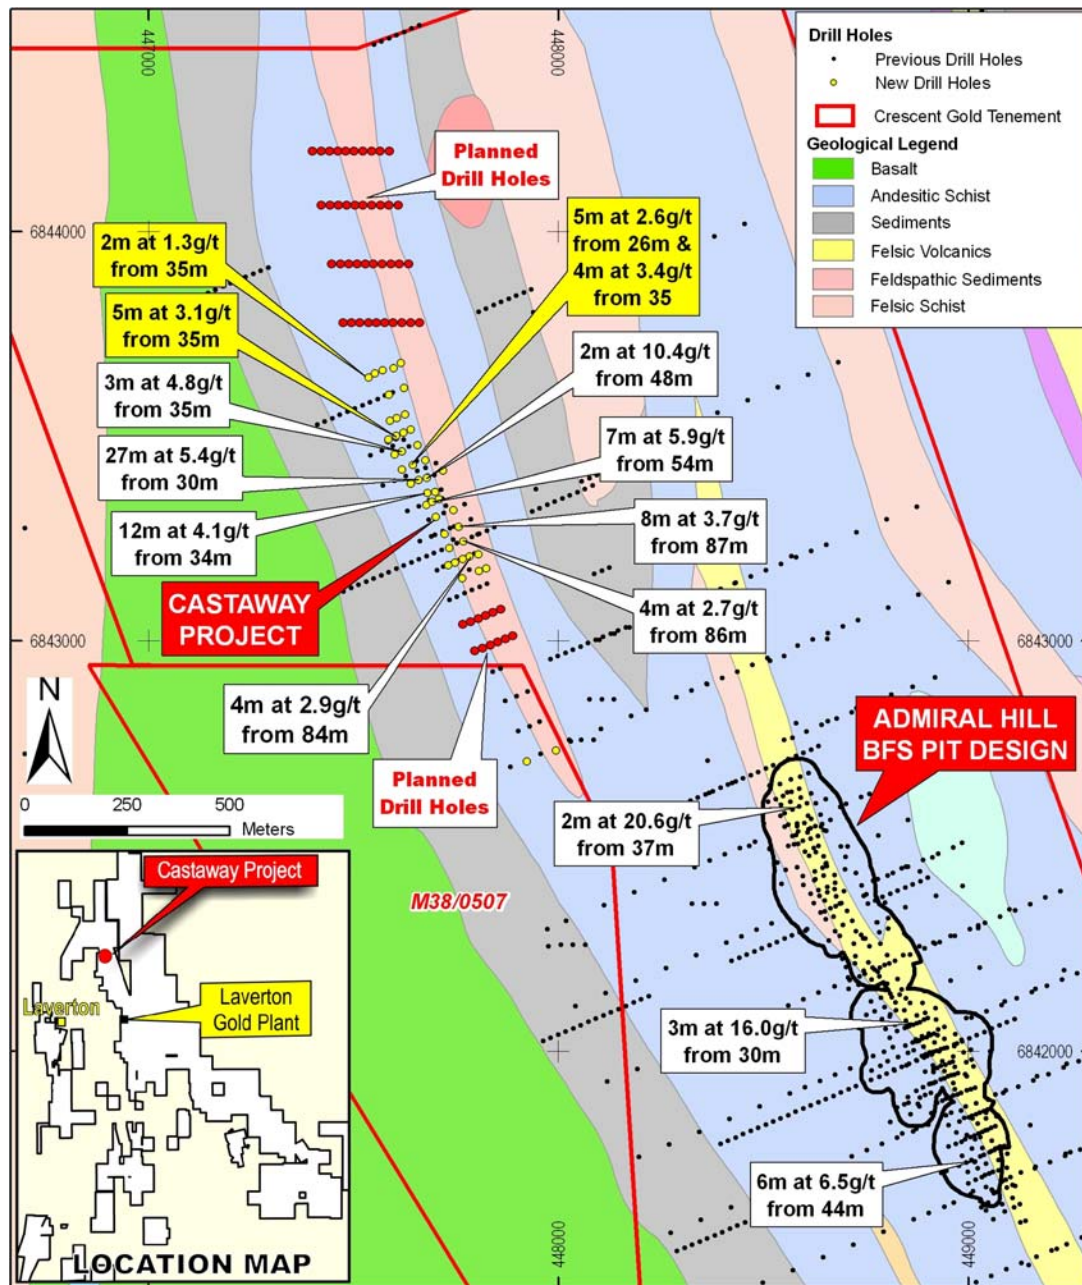 447000
448000
Drill Holes
Previous Drill Holes
New Drill Holes
Crescent Gold Tenement
Geological Legend
Basalt
Andesitic Schist
Sediments
Felsic Volcanics
Feldspathic Sediments
Felsic Schist
Planned
Drill Holes
6844000
2m at 1.3g/t
from 35m
5m at 2.6g/t
from 26m &
4m at 3.4g/t
from 35
5m at 3.1g/t
from 35m
2m at 10.4g/t
from 48m
3m at 4.8g/t
from 35m
7m at 5.9g/t
from 54m
27m at 5.4g/t
from 30m
8m at 3.7g/t
from 87m
12m at 4.1g/t
from 34m
CASTAWAY
PROJECT
4m at 2.7g/t
from 86m
6843000
6843000
4m at 2.9g/t
from 84m
N
ADMIRAL HILL
BFS PIT DESIGN
Planned
Drill Holes
0 250 500
Meters
2m at 20.6g/t
from 37m
Castaway Project
M38/0507
Laverton
Laverton
Gold Plant
3m at 16.0g/t
from 30m
6842000
6m at 6.5g/t
from 44m
LOCATION MAP
448000
449000